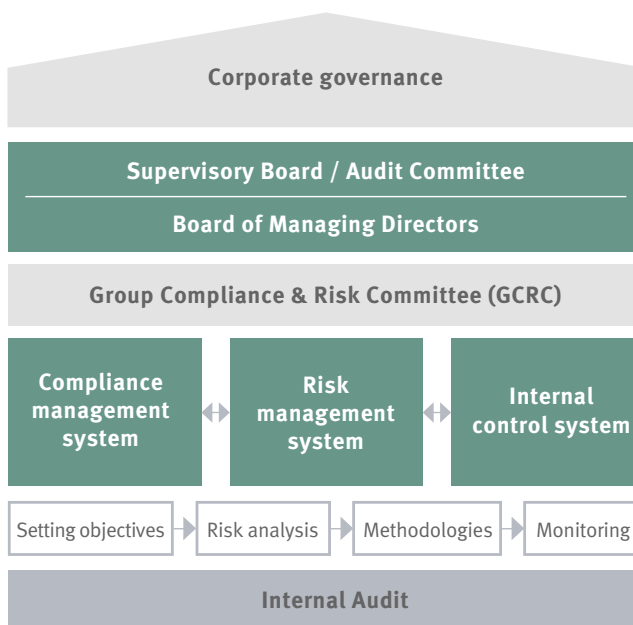 Corporate governance
Supervisory Board / Audit Committee
Board of Managing Directors
Group Compliance & Risk Committee (GCRC)
Compliance
management
system
Risk
management
system
Internal
control system
Setting objectives
Risk analysis
Methodologies
Monitoring
Internal Audit